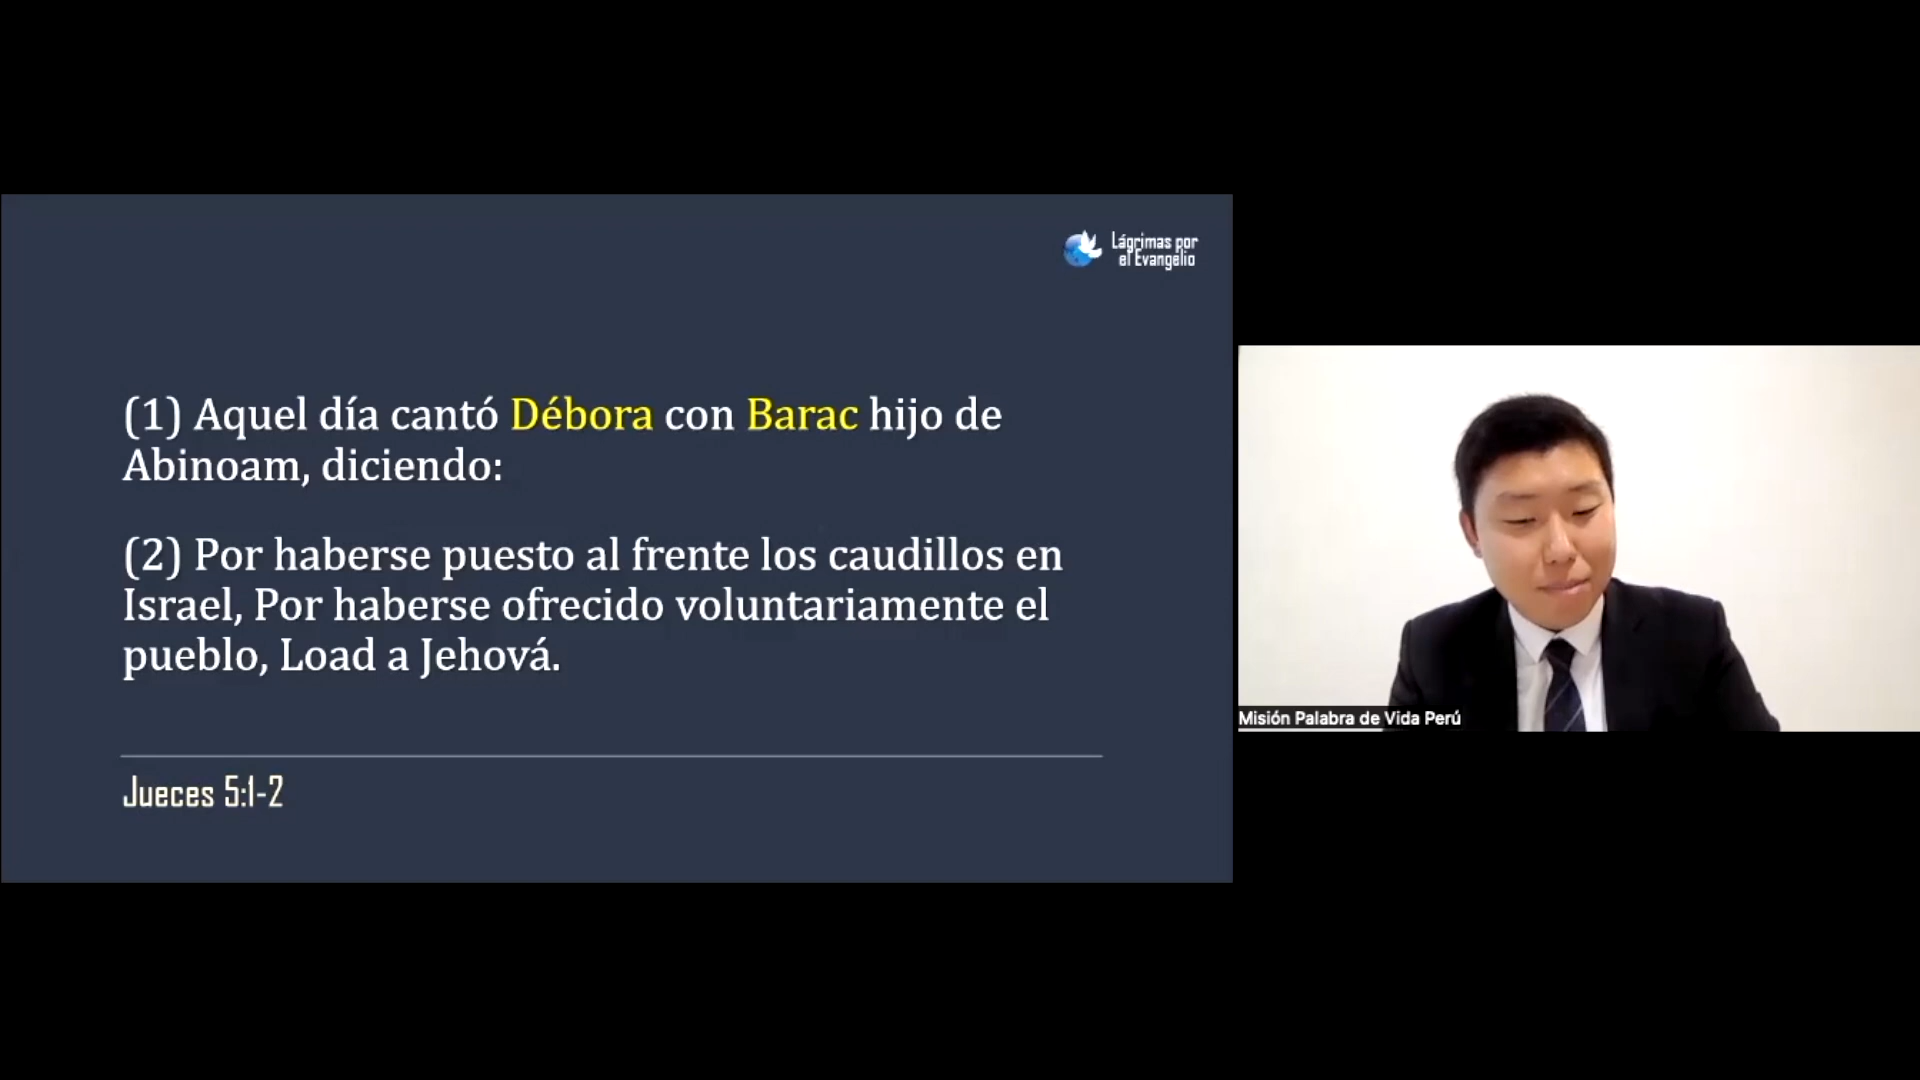 Lágrimas por
el Evangelio
(1) Aquel día cantó Débora con Barac hijo de
Abinoam, diciendo:
(2) Por haberse puesto al frente los caudillos en
Israel, Por haberse ofrecido voluntariamente el
pueblo, Load a Jehová.
Jueces 5:1-2
Misión Palabra de Vida Perú